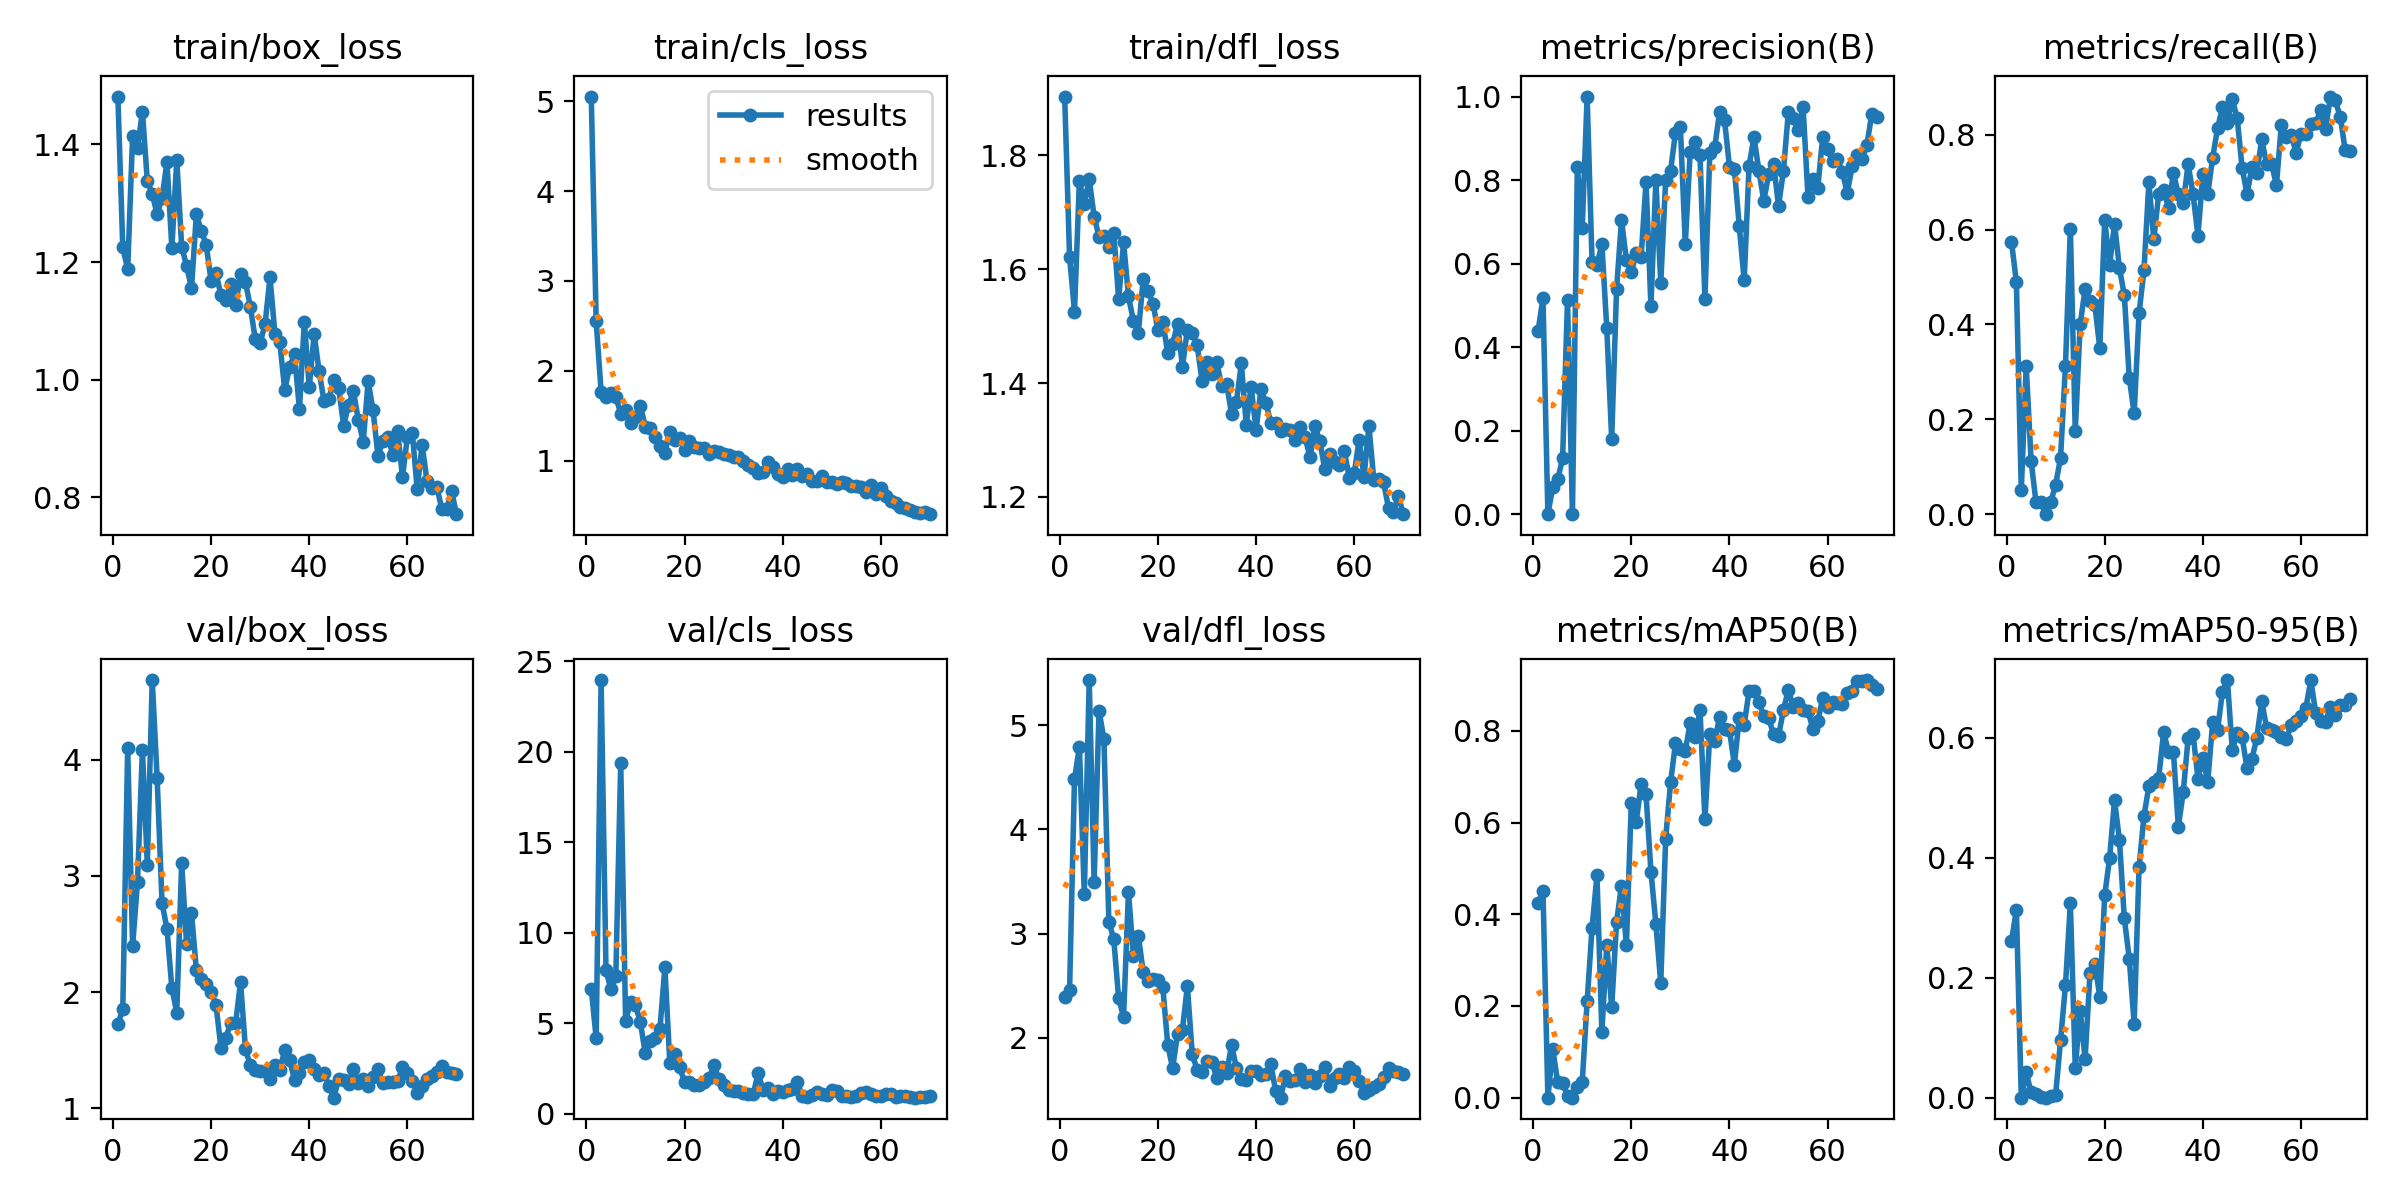 train/box_loss
train/cls_loss
train/dfl_loss
metrics/precision(B)
metrics/recall(B)
1.4
1.2
1.0
0.8
0 20 40 60
5
4
3
2
1
0 20 40 60
results
smooth
1.8
1.6
1.4
1.2
0 20 40 60
1.0
0.8
0.6
0.4
0.2
0.0
0 20 40 60
0.8
0.6
0.4
0.2
0.0
0 20 40 60
val/box_loss
val/cls_loss
val/dfl_loss
metrics/mAP50(B)
metrics/mAP50-95(B)
4
3
2
1
0 20 40 60
25
20
15
10
5
0
0 20 40 60
5
4
3
2
0 20 40 60
0.8
0.6
0.4
0.2
0.0
0 20 40 60
0.6
0.4
0.2
0.0
0 20 40 60